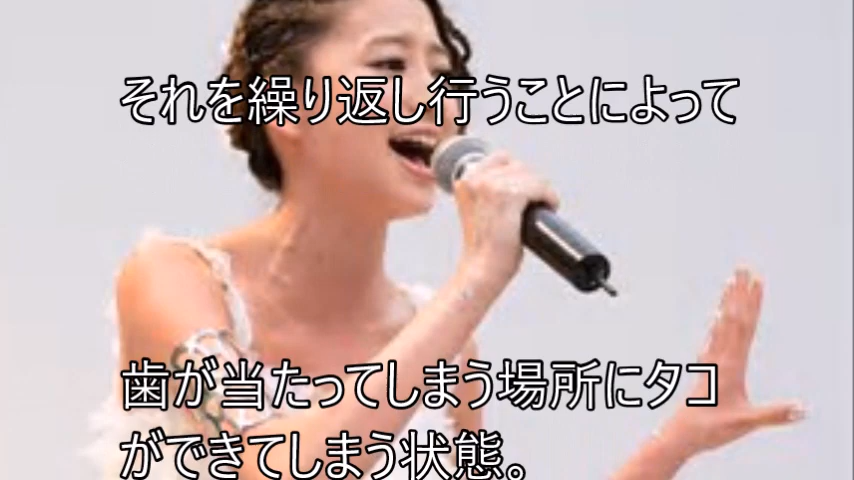 それを繰り返し行うことによって
歯が当たってしまう場所にタコ
ができてしまう状態。